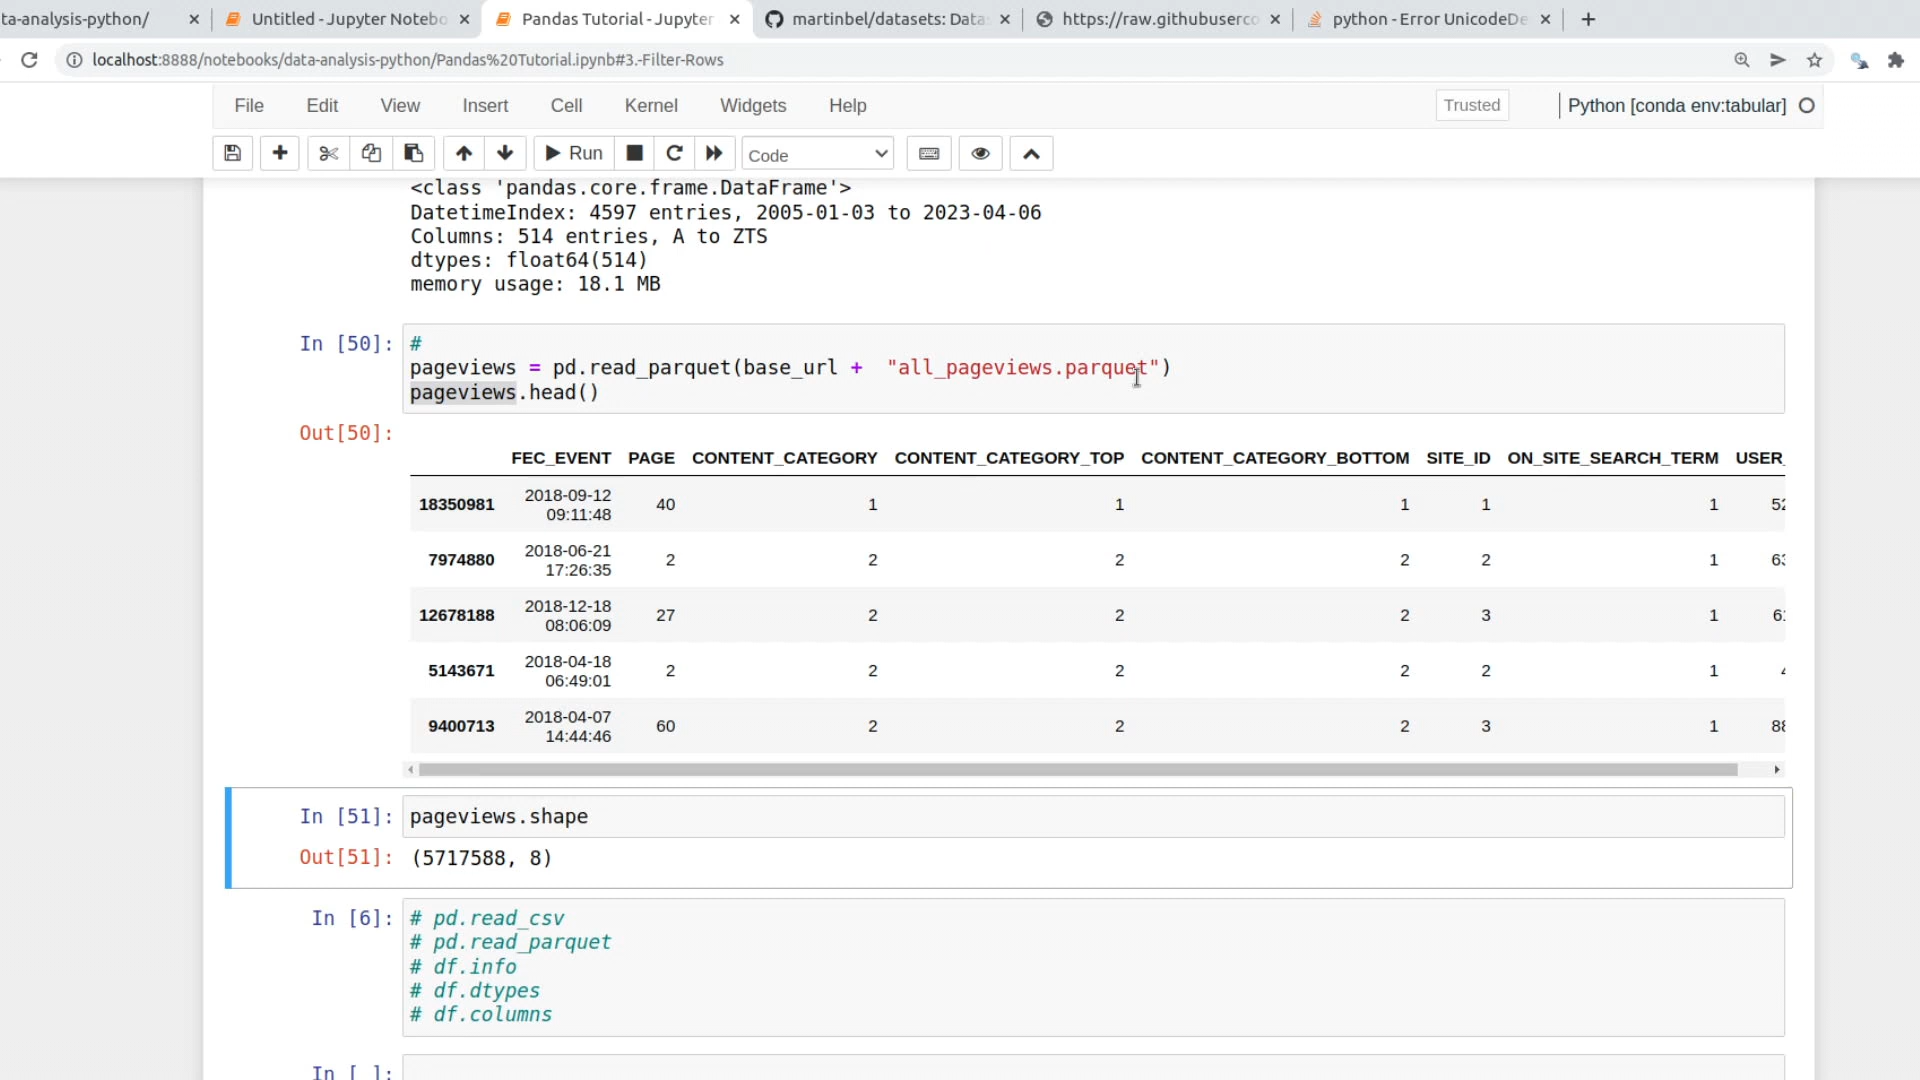 ta-analysis-python/
Untitled - Jupyter Notebo
Pandas Tutorial - Jupyter
martinbel/datasets: Data
https://raw.githubuserco
python - Error UnicodeDe
localhost:8888/notebooks/data-analysis-python/Pandas%20Tutorial.ipynb#3.-Filter-Rows
File Edit View Insert Cell Kernel Widgets Help Trusted Python [conda env:tabular]
Run Code
<class 'pandas.core.frame.DataFrame'>
DatetimeIndex: 4597 entries, 2005-01-03 to 2023-04-06
Columns: 514 entries, A to ZTS
dtypes: float64(514)
memory usage: 18.1 MB
In [50]: #
pageviews = pd.read_parquet(base_url +  "all_pageviews.parquet")
pageviews.head()
Out[50]:
FEC_EVENT PAGE CONTENT_CATEGORY CONTENT_CATEGORY_TOP CONTENT_CATEGORY_BOTTOM SITE_ID ON_SITE_SEARCH_TERM USER_
18350981 2018-09-12 09:11:48 40 1 1 1 1 1 52
7974880 2018-06-21 17:26:35 2 2 2 2 2 1 63
12678188 2018-12-18 08:06:09 27 2 2 2 3 1 61
5143671 2018-04-18 06:49:01 2 2 2 2 2 1 4
9400713 2018-04-07 14:44:46 60 2 2 2 3 1 88
In [51]: pageviews.shape
Out[51]: (5717588, 8)
In [6]: # pd.read_csv
# pd.read_parquet
# df.info
# df.dtypes
# df.columns
In [ ]: